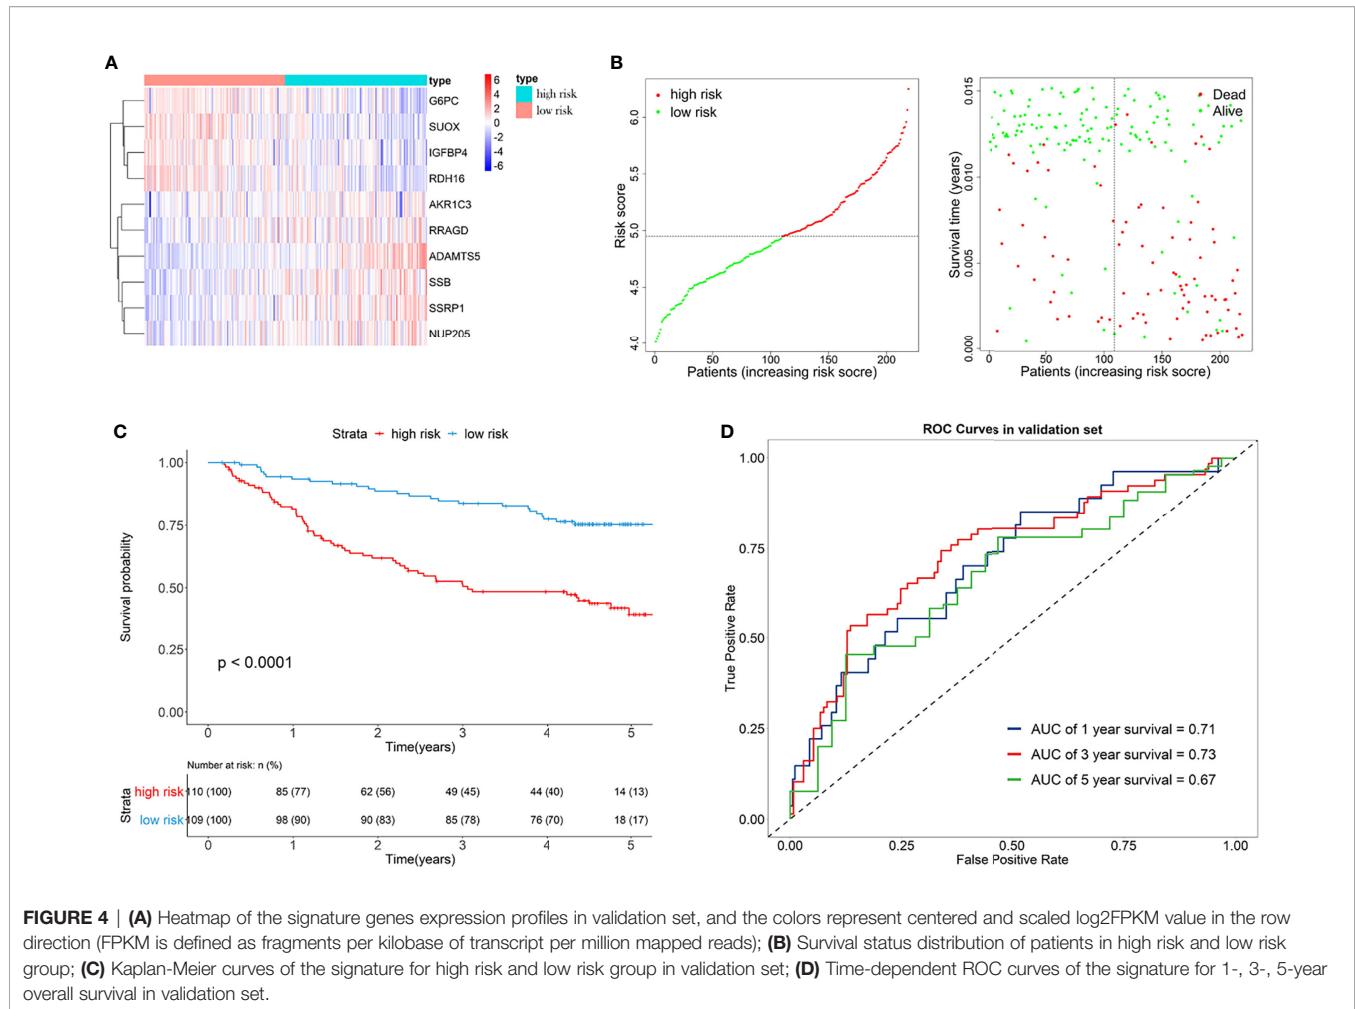 A
type
G6PC
SUOX
IGFBP4
RDH16
AKR1C3
RRAGD
ADAMTS5
SSB
SSRP1
NUP205
6
4
2
0
-2
-4
-6
type
high risk
low risk
B
high risk
low risk
Risk score
6.0
5.5
5.0
4.5
4.0
0 50 100 150 200
Patients (increasing risk socre)
Dead
Alive
Survival time (years)
0.015
0.010
0.005
0.000
0 50 100 150 200
Patients (increasing risk socre)
C
Strata high risk low risk
Survival probability
1.00
0.75
0.50
0.25
0.00
p < 0.0001
0 1 2 3 4 5
Time(years)
Number at risk: n (%)
Strata
high risk 110 (100) 85 (77) 62 (56) 49 (45) 44 (40) 14 (13)
low risk 109 (100) 98 (90) 90 (83) 85 (78) 76 (70) 18 (17)
0 1 2 3 4 5
Time(years)
D
ROC Curves in validation set
True Positive Rate
1.00
0.75
0.50
0.25
0.00
AUC of 1 year survival = 0.71
AUC of 3 year survival = 0.73
AUC of 5 year survival = 0.67
0.00 0.25 0.50 0.75 1.00
False Positive Rate
FIGURE 4 | (A) Heatmap of the signature genes expression profiles in validation set, and the colors represent centered and scaled log2FPKM value in the row
direction (FPKM is defined as fragments per kilobase of transcript per million mapped reads); (B) Survival status distribution of patients in high risk and low risk
group; (C) Kaplan-Meier curves of the signature for high risk and low risk group in validation set; (D) Time-dependent ROC curves of the signature for 1-, 3-, 5-year
overall survival in validation set.